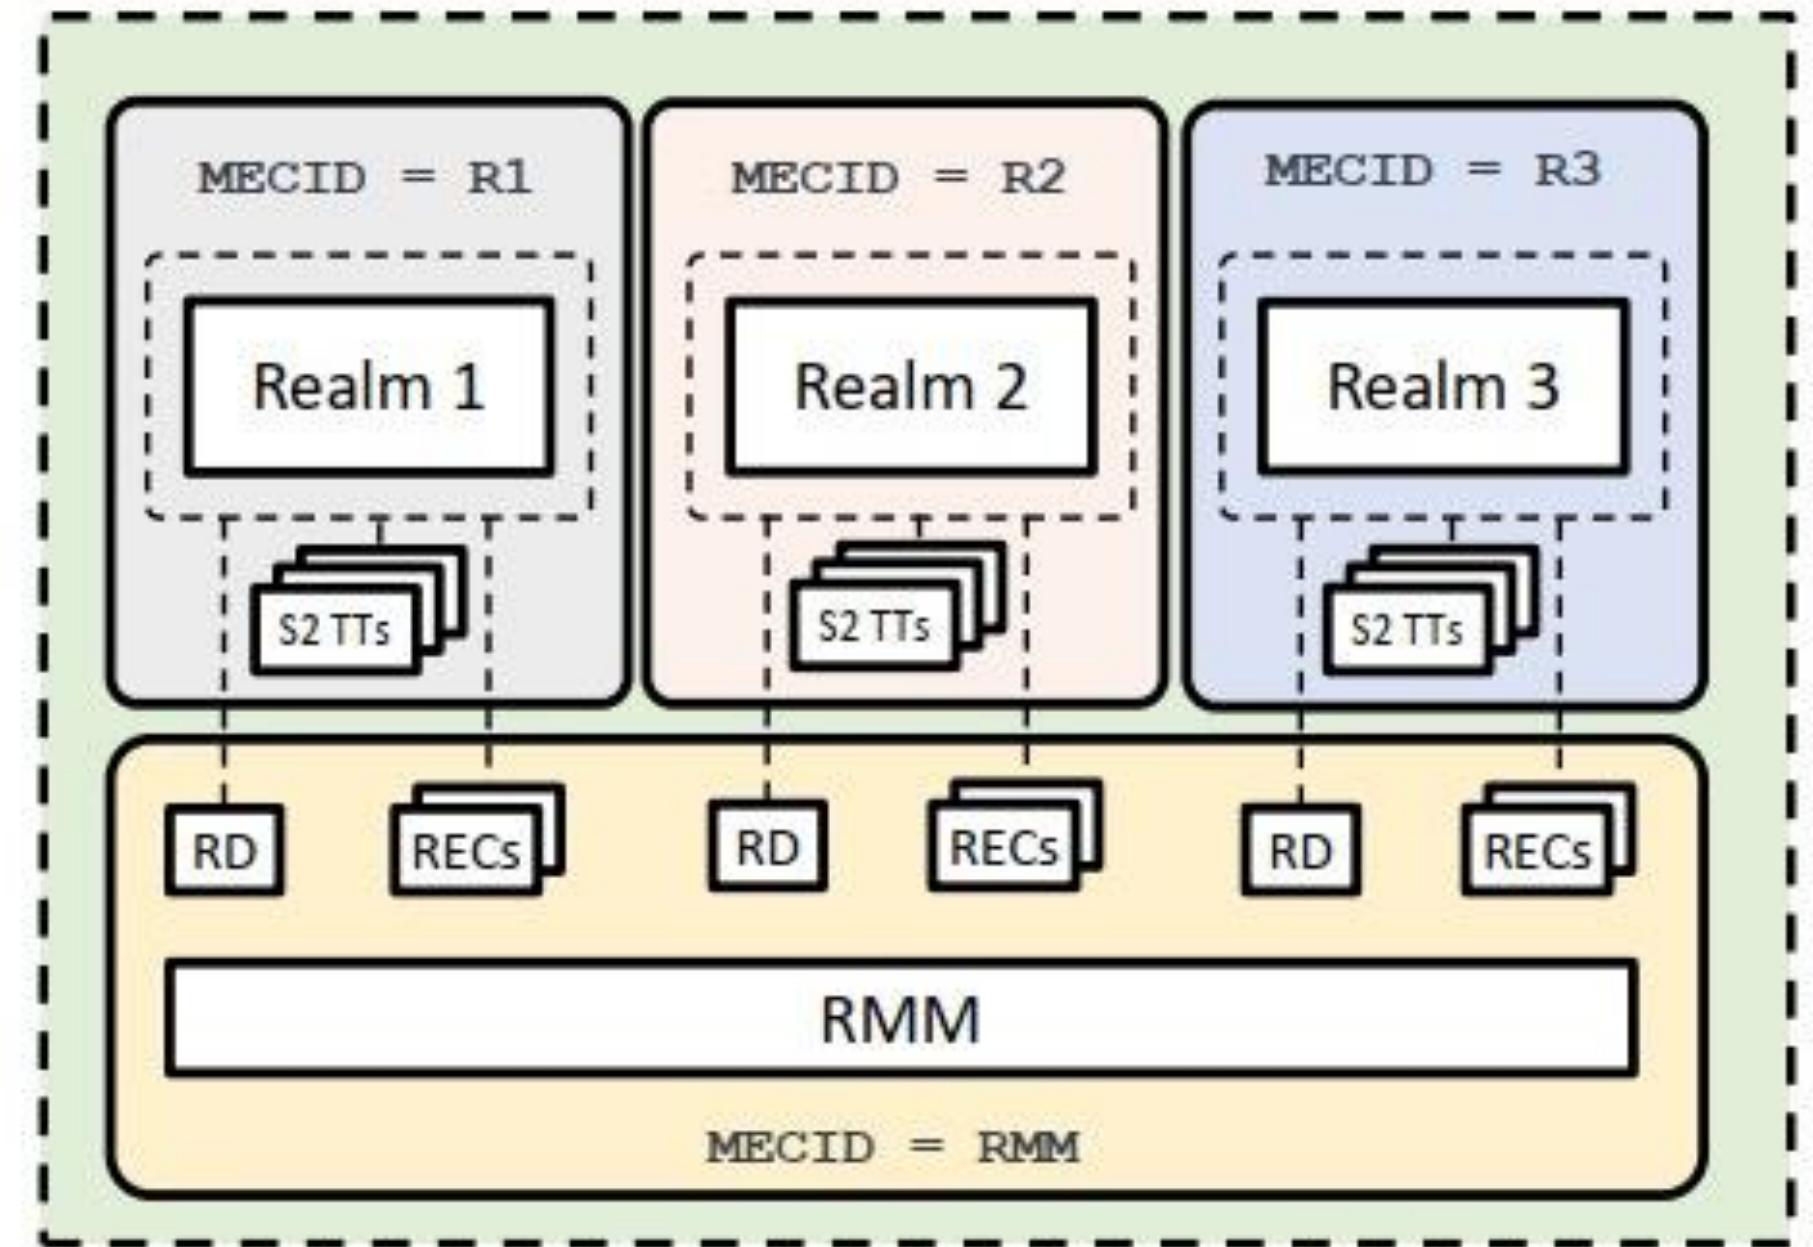 MECID = R1
MECID = R2
MECID = R3
Realm 1
Realm 2
Realm 3
S2 TTs
S2 TTs
S2 TTs
RD
RECs
RD
RECs
RD
RECs
RMM
MECID = RMM